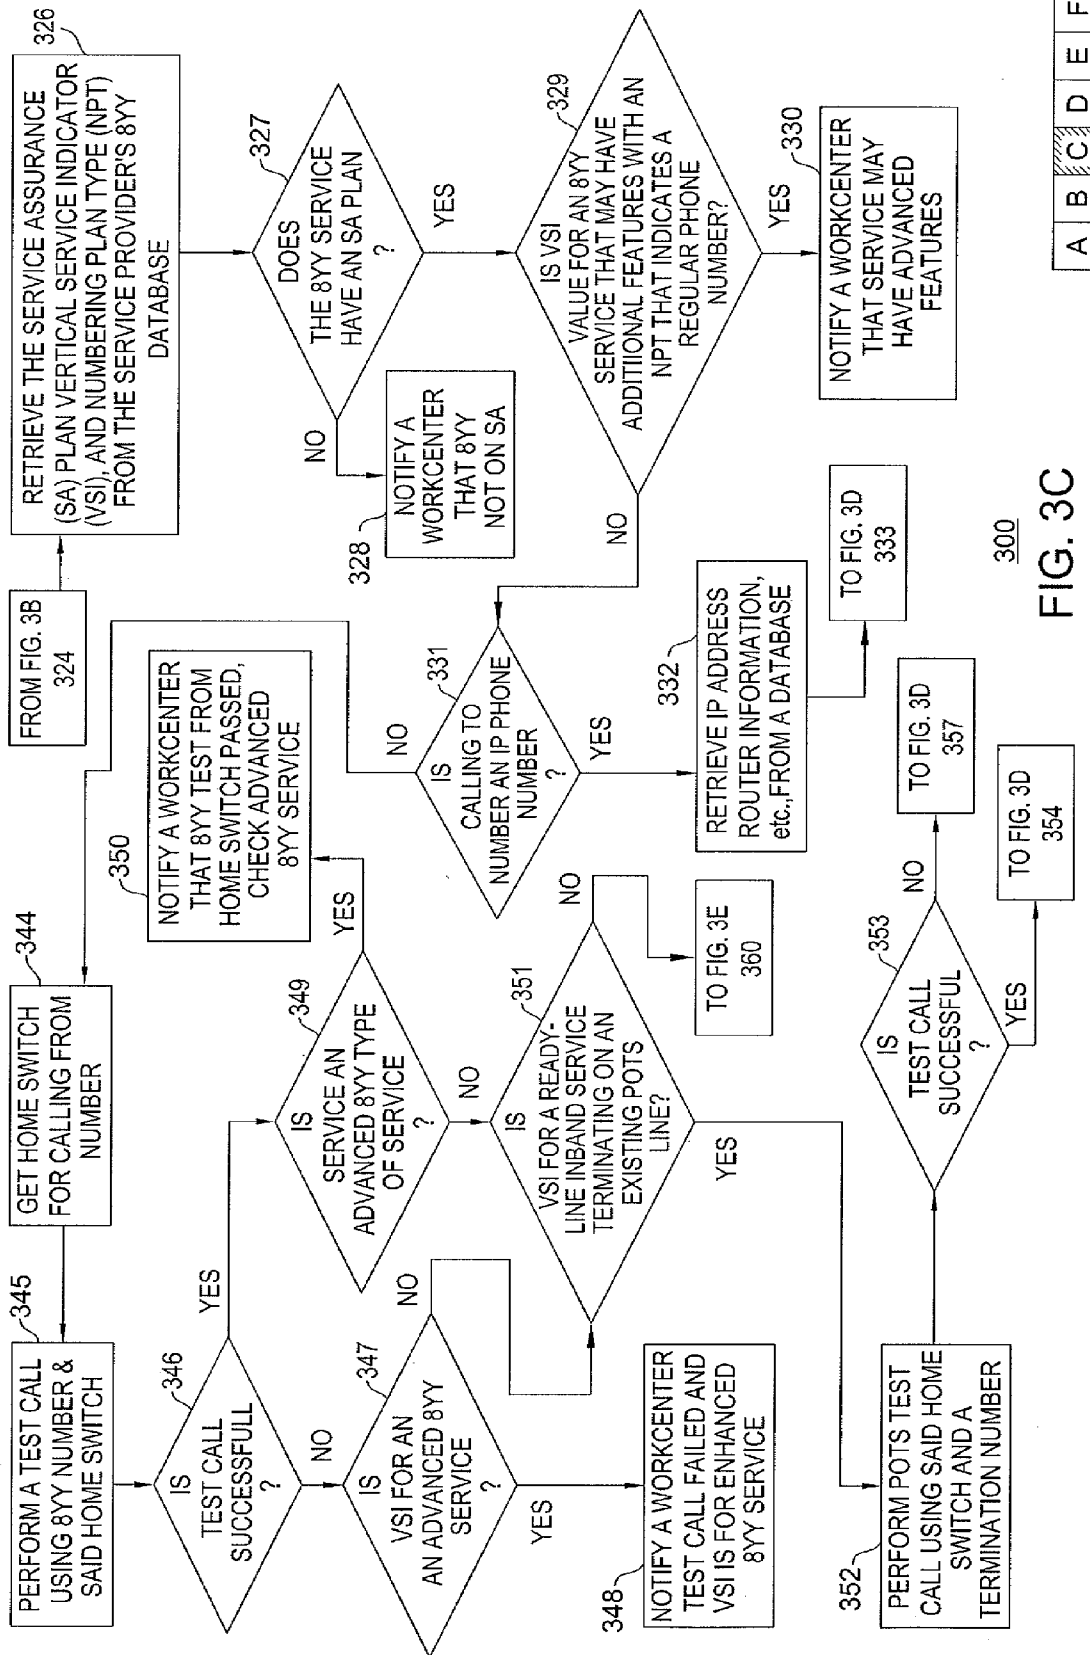 FROM FIG. 3B
324
326
RETRIEVE THE SERVICE ASSURANCE
(SA) PLAN VERTICAL SERVICE INDICATOR
(VSI), AND NUMBERING PLAN TYPE (NPT)
FROM THE SERVICE PROVIDER'S 8YY
DATABASE
327
DOES
THE 8YY SERVICE
HAVE AN SA PLAN
?
NO
YES
328
NOTIFY A
WORKCENTER
THAT 8YY
NOT ON SA
329
IS VSI
VALUE FOR AN 8YY
SERVICE THAT MAY HAVE
ADDITIIONAL FEATURES WITH AN
NPT THAT INDICATES A
REGULAR PHONE
NUMBER?
NO
YES
330
NOTIFY A WORKCENTER
THAT SERVICE MAY
HAVE ADVANCED
FEATURES
331
IS
CALLING TO
NUMBER AN IP PHONE
NUMBER
?
NO
YES
332
RETRIEVE IP ADDRESS
ROUTER INFORMATION,
etc.,FROM A DATABASE
TO FIG. 3D
333
344
GET HOME SWITCH
FOR CALLING FROM
NUMBER
345
PERFORM A TEST CALL
USING 8YY NUMBER &
SAID HOME SWITCH
346
IS
TEST CALL
SUCCESSFULL
?
YES
NO
347
IS
VSI FOR AN
AN ADVANCED 8YY
SERVICE
?
NO
YES
348
NOTIFY A WORKCENTER
TEST CALL FAILED AND
VSI IS FOR ENHANCED
8YY SERVICE
349
IS
SERVICE AN
ADVANCED 8YY TYPE
OF SERVICE
?
YES
NO
350
NOTIFY A WORKCENTER
THAT 8YY TEST FROM
HOME SWITCH PASSED,
CHECK ADVANCED
8YY SERVICE
351
IS
VSI FOR A READY-
LINE INBAND SERVICE
TERMINATING ON AN
EXISTING POTS
LINE?
NO
YES
TO FIG. 3E
360
352
PERFORM POTS TEST
CALL USING SAID HOME
SWITCH AND A
TERMINATION NUMBER
353
IS
TEST CALL
SUCCESSFUL
?
NO
YES
TO FIG. 3D
357
TO FIG. 3D
354
300
FIG. 3C
A B C D E F